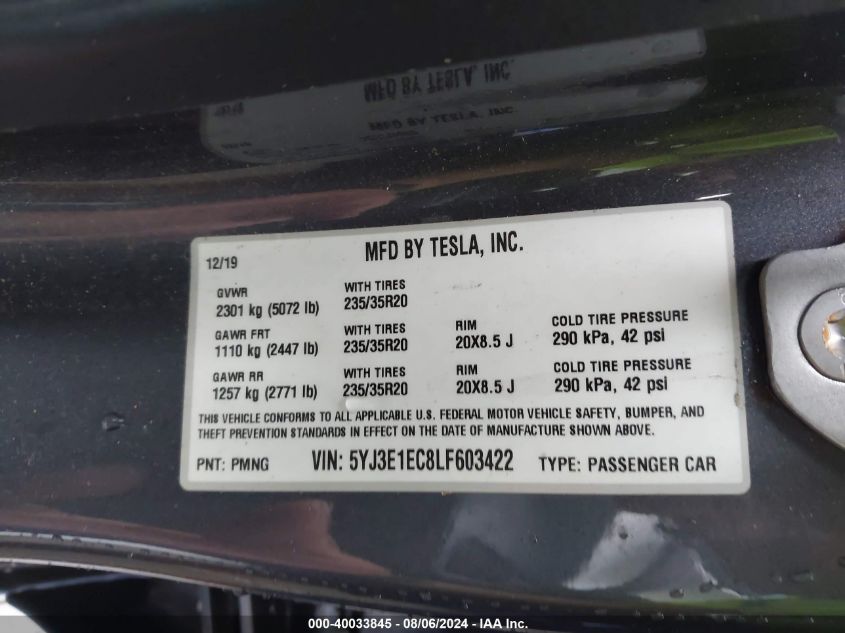 MFD BY TESLA, INC.
MFD BY TESLA, INC.
MFD BY TESLA, INC.
12/19
GVWR
2301 kg (5072 lb)
WITH TIRES
235/35R20
GAWR FRT
1110 kg (2447 lb)
WITH TIRES
235/35R20
RIM
20X8.5 J
COLD TIRE PRESSURE
290 kPa, 42 psi
GAWR RR
1257 kg (2771 lb)
WITH TIRES
235/35R20
RIM
20X8.5 J
COLD TIRE PRESSURE
290 kPa, 42 psi
THIS VEHICLE CONFORMS TO ALL APPLICABLE U.S. FEDERAL MOTOR VEHICLE SAFETY, BUMPER, AND
THEFT PREVENTION STANDARDS IN EFFECT ON THE DATE OF MANUFACTURE SHOWN ABOVE.
PNT: PMNG VIN: 5YJ3E1EC8LF603422 TYPE: PASSENGER CAR
000-40033845 - 08/06/2024 - IAA Inc.